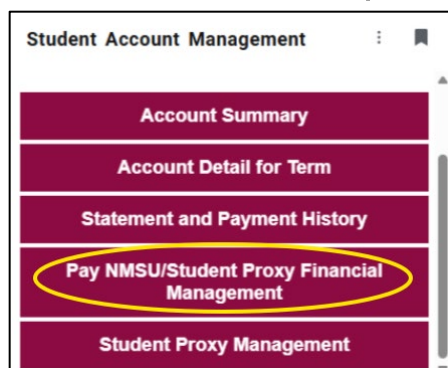 Student Account Management
Account Summary
Account Detail for Term
Statement and Payment History
Pay NMSU/Student Proxy Financial
Management
Student Proxy Management